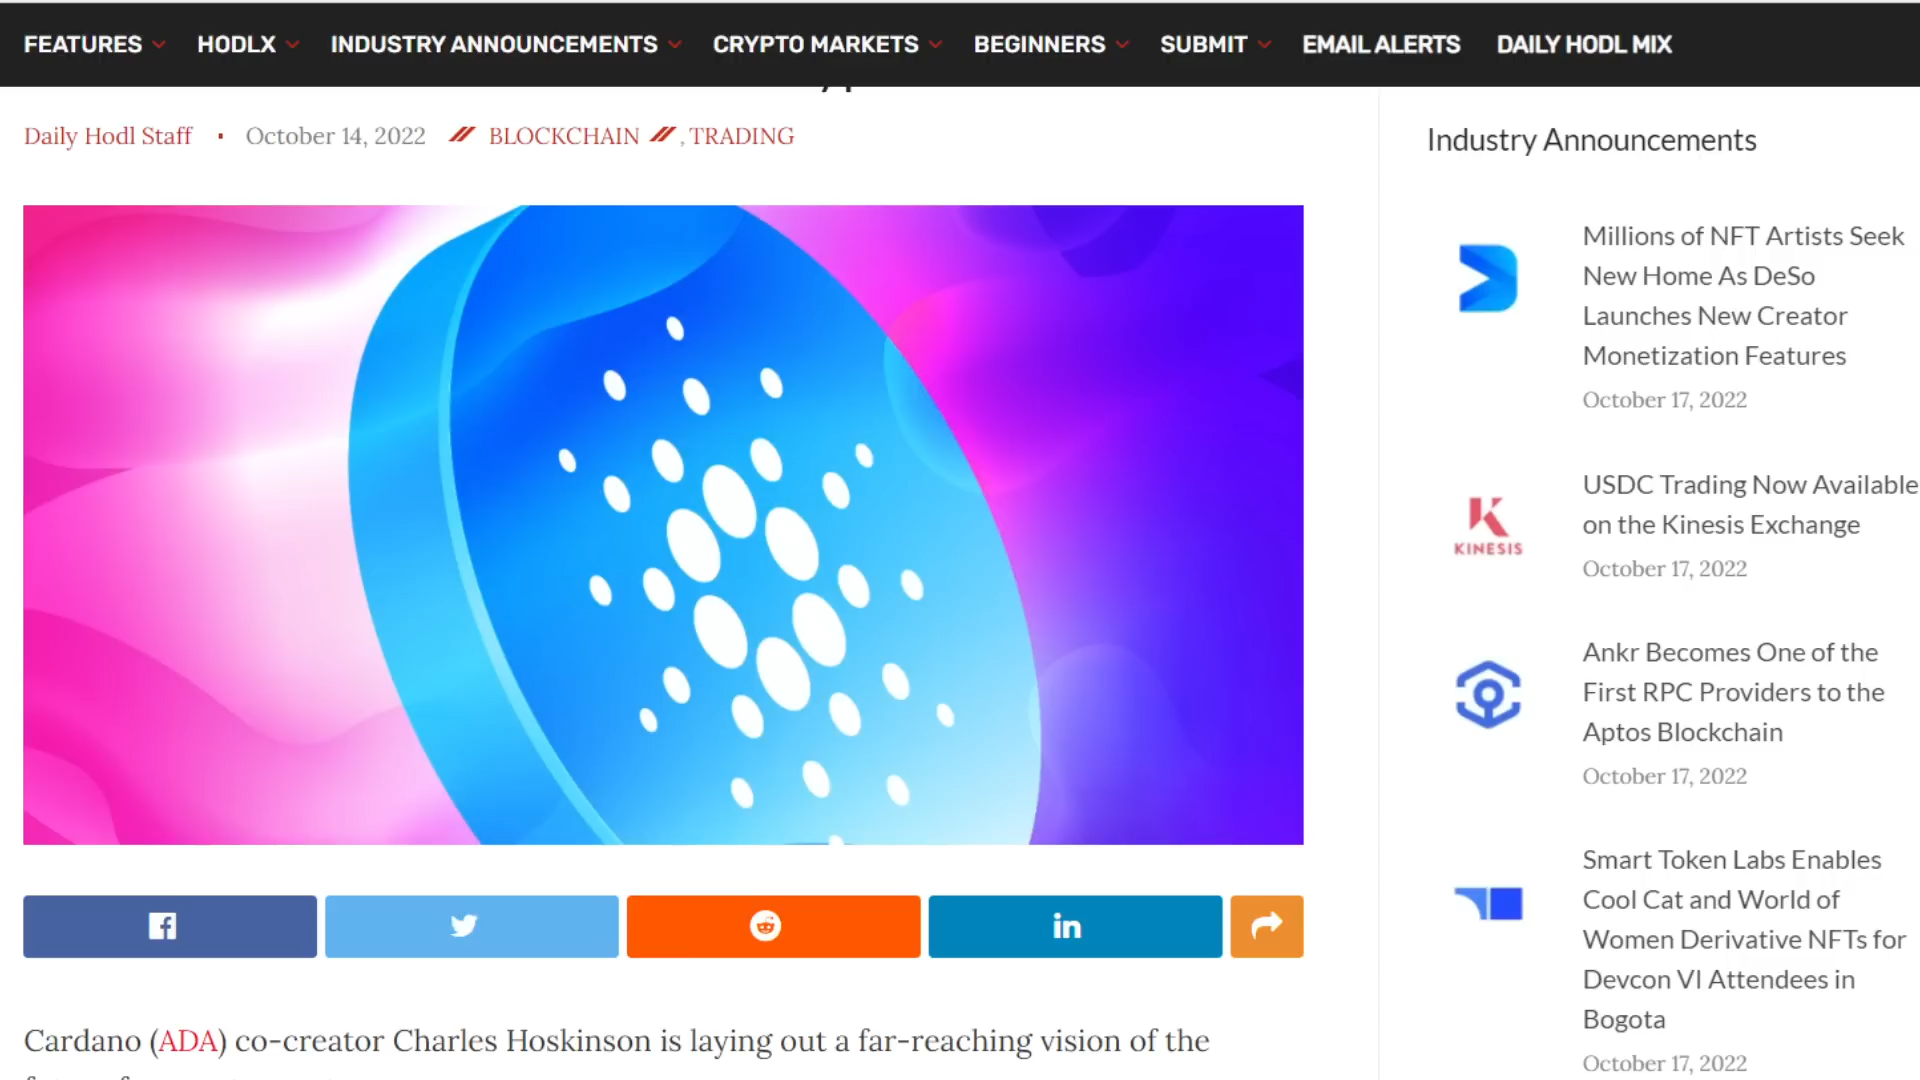 FEATURES HODLX INDUSTRY ANNOUNCEMENTS CRYPTO MARKETS BEGINNERS SUBMIT EMAIL ALERTS DAILY HODL MIX
Daily Hodl Staff · October 14, 2022 BLOCKCHAIN , TRADING
in
Cardano (ADA) co-creator Charles Hoskinson is laying out a far-reaching vision of the
Industry Announcements
Millions of NFT Artists Seek
New Home As DeSo
Launches New Creator
Monetization Features
October 17, 2022
KINESIS
USDC Trading Now Available
on the Kinesis Exchange
October 17, 2022
Ankr Becomes One of the
First RPC Providers to the
Aptos Blockchain
October 17, 2022
Smart Token Labs Enables
Cool Cat and World of
Women Derivative NFTs for
Devcon VI Attendees in
Bogota
October 17, 2022